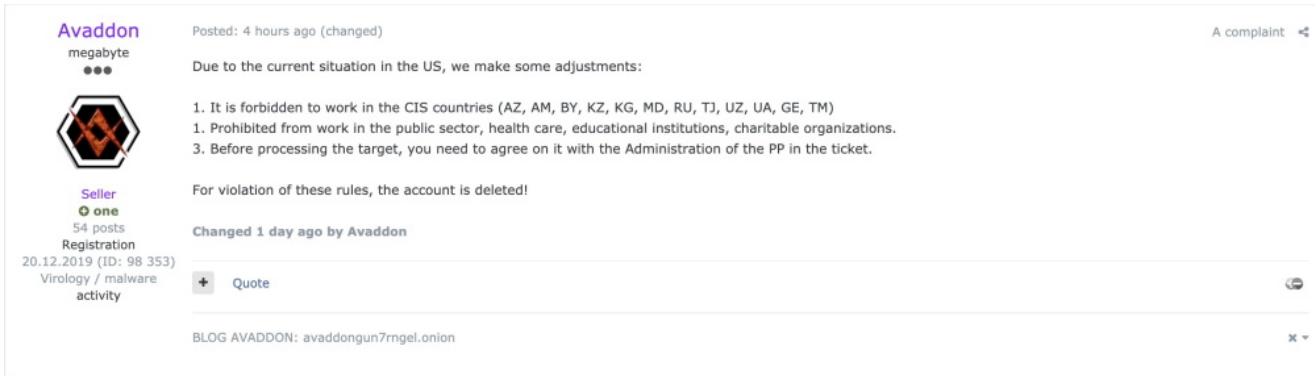 Avaddon
megabyte
Seller
one
54 posts
Registration
20.12.2019 (ID: 98 353)
Virology / malware
activity
Posted: 4 hours ago (changed)
A complaint
Due to the current situation in the US, we make some adjustments:
1. It is forbidden to work in the CIS countries (AZ, AM, BY, KZ, KG, MD, RU, TJ, UZ, UA, GE, TM)
1. Prohibited from work in the public sector, health care, educational institutions, charitable organizations.
3. Before processing the target, you need to agree on it with the Administration of the PP in the ticket.
For violation of these rules, the account is deleted!
Changed 1 day ago by Avaddon
+ Quote
BLOG AVADDON: avaddongun7rngel.onion